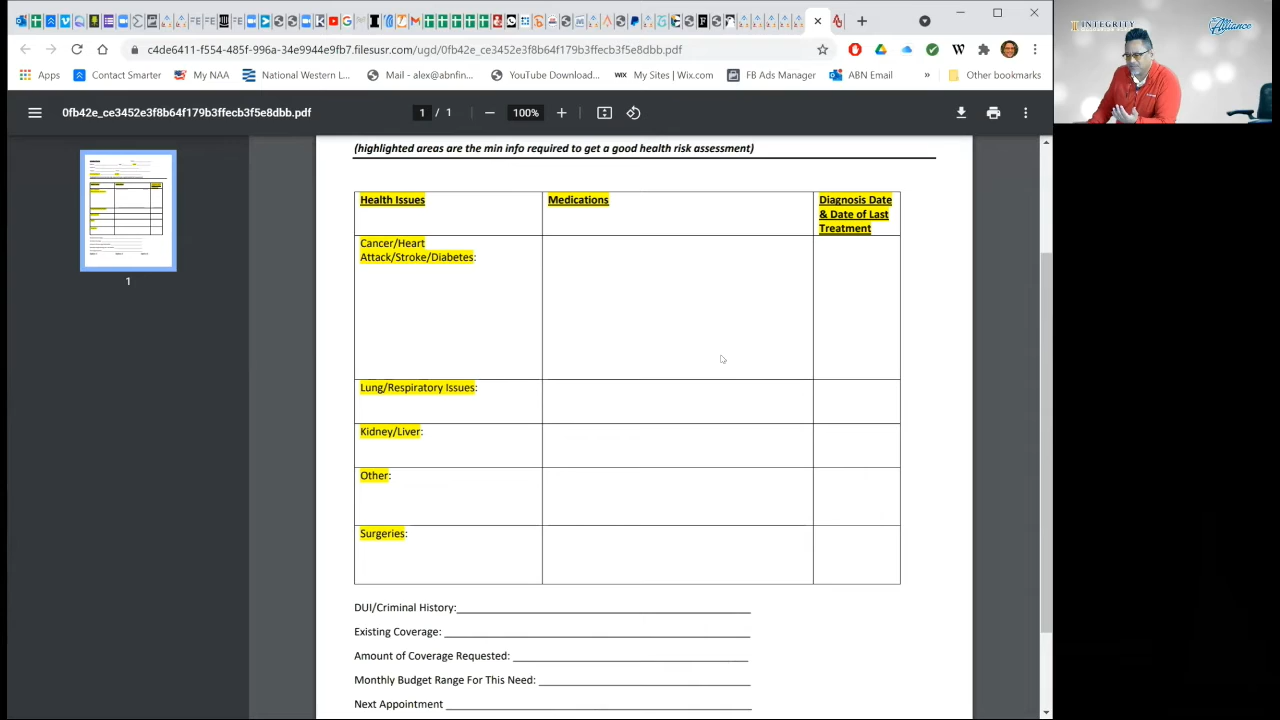 c4de6411-f554-485f-996a-34e9944e9fb7.filesusr.com/ugd/0fb42e_ce3452e3f8b64f179b3ffecb3f5e8dbb.pdf
Apps Contact Smarter My NAA National Western L... Mail - alex@abnfin... YouTube Download... WIX My Sites | Wix.com FB Ads Manager ABN Email » Other bookmarks
INTEGRITY
Alliance
0fb42e_ce3452e3f8b64f179b3ffecb3f5e8dbb.pdf 1 / 1 100%
1
(highlighted areas are the min info required to get a good health risk assessment)
Health Issues Medications Diagnosis Date
& Date of Last
Treatment
Cancer/Heart
Attack/Stroke/Diabetes:
Lung/Respiratory Issues:
Kidney/Liver:
Other:
Surgeries:
DUI/Criminal History:
Existing Coverage:
Amount of Coverage Requested:
Monthly Budget Range For This Need:
Next Appointment